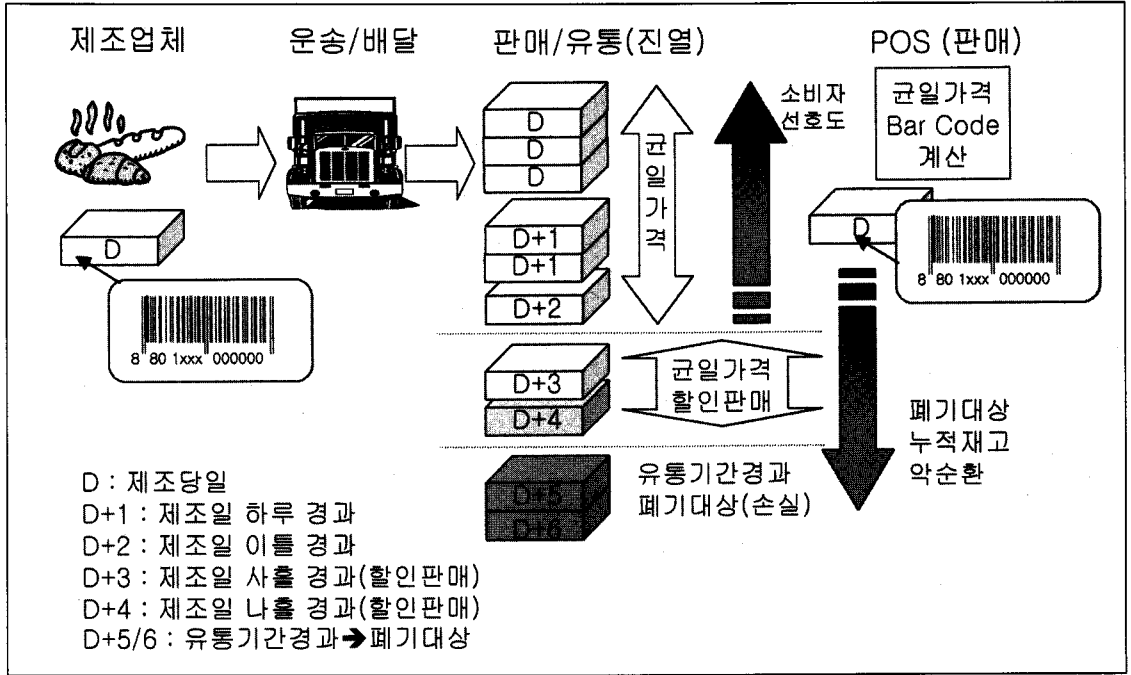 제조업체
운송/배달
판매/유통(진열)
POS (판매)
D
8 80 1xxx 000000
D
D
D
D+1
D+1
D+2
균일가격
소비자
선호도
균일가격
Bar Code
계산
D
8 80 1xxx 000000
D+3
D+4
균일가격
할인판매
D+5
D+6
유통기간경과
폐기대상(손실)
폐기대상
누적재고
악순환
D : 제조당일
D+1 : 제조일 하루 경과
D+2 : 제조일 이틀 경과
D+3 : 제조일 사흘 경과(할인판매)
D+4 : 제조일 나흘 경과(할인판매)
D+5/6 : 유통기간경과➔폐기대상